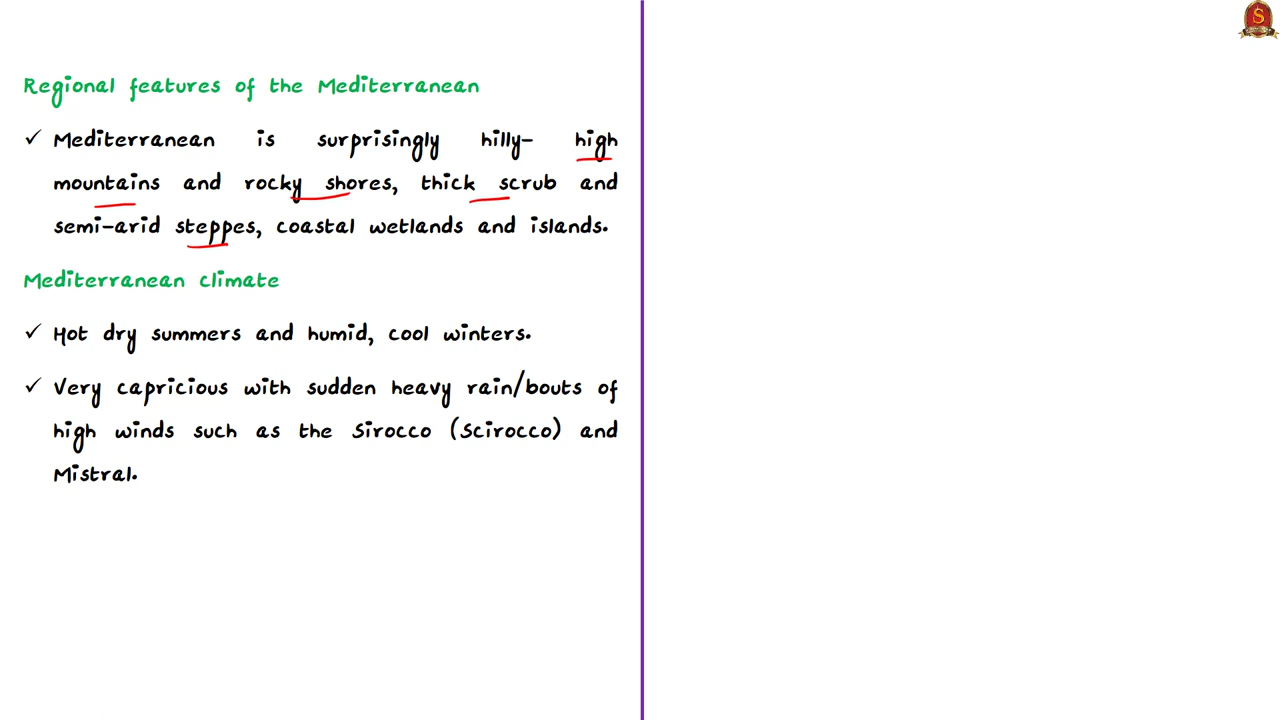 Regional features of the Mediterranean
✓ Mediterranean is surprisingly hilly- high
mountains and rocky shores, thick scrub and
semi-arid steppes, coastal wetlands and islands.
Mediterranean climate
✓ Hot dry summers and humid, cool winters.
✓ Very capricious with sudden heavy rain/bouts of
high winds such as the Sirocco (Scirocco) and
Mistral.
S